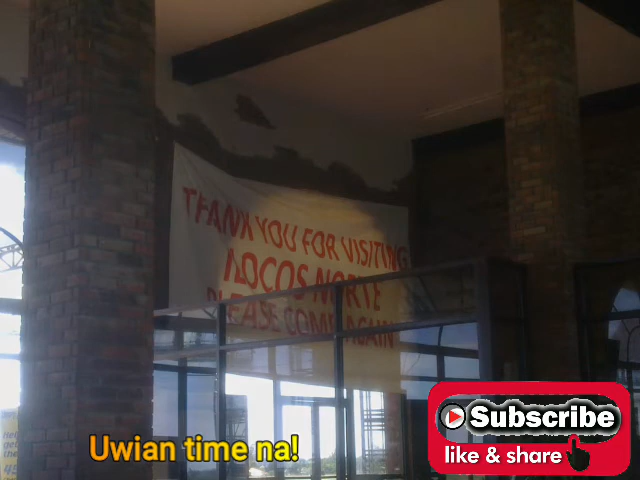 THANK YOU FOR VISITING
ILOCOS NORTE
PLEASE COME AGAIN
Uwian time na!
Subscribe
like & share